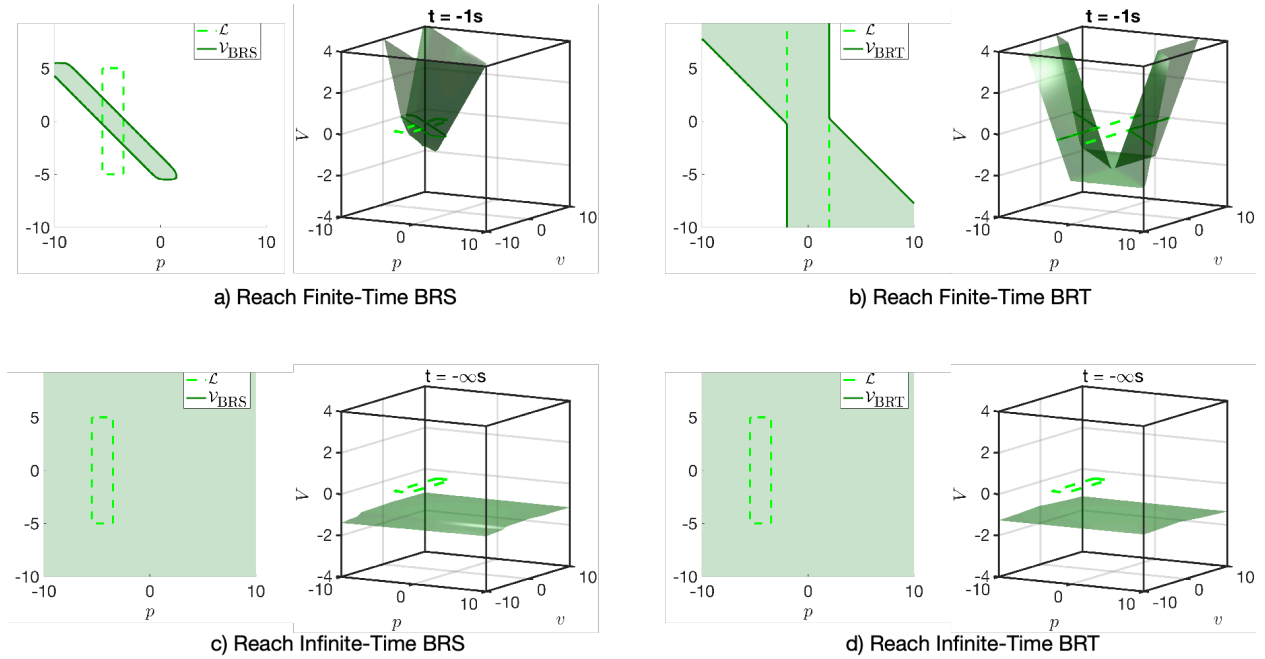 t = -1s
ℒ
𝒱BRS
5
0
-5
-10
-10 0 10
p
V
4
2
0
-2
-4
-10 0 10
p
-10 0 10
v
a) Reach Finite-Time BRS
t = -1s
ℒ
𝒱BRT
5
0
-5
-10
-10 0 10
p
V
4
2
0
-2
-4
-10 0 10
p
-10 0 10
v
b) Reach Finite-Time BRT
t = -∞s
ℒ
𝒱BRS
5
0
-5
-10
-10 0 10
p
V
4
2
0
-2
-4
-10 0 10
p
-10 0 10
v
c) Reach Infinite-Time BRS
t = -∞s
ℒ
𝒱BRT
5
0
-5
-10
-10 0 10
p
V
4
2
0
-2
-4
-10 0 10
p
-10 0 10
v
d) Reach Infinite-Time BRT